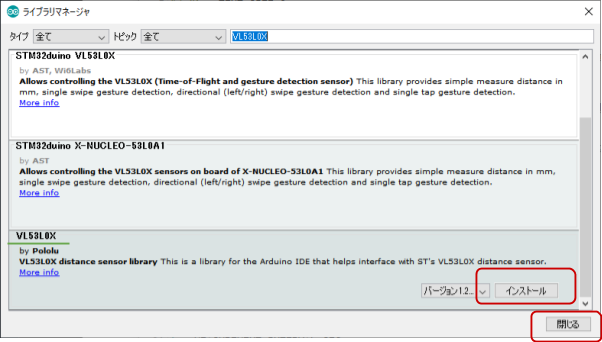 ライブラリマネージャ
タイプ 全て トピック 全て VL53L0X
STM32duino VL53L0X
by AST, Wi6Labs
Allows controlling the VL53L0X (Time-of-Flight and gesture detection sensor) This library provides simple measure distance in
mm, single swipe gesture detection, directional (left/right) swipe gesture detection and single tap gesture detection.
More info
STM32duino X-NUCLEO-53L0A1
by AST
Allows controlling the VL53L0X sensors on board of X-NUCLEO-53L0A1 This library provides simple measure distance in mm,
single swipe gesture detection, directional (left/right) swipe gesture detection and single tap gesture detection.
More info
VL53L0X
by Pololu
VL53L0X distance sensor library This is a library for the Arduino IDE that helps interface with ST's VL53L0X distance sensor.
More info
バージョン1.2... インストール
閉じる